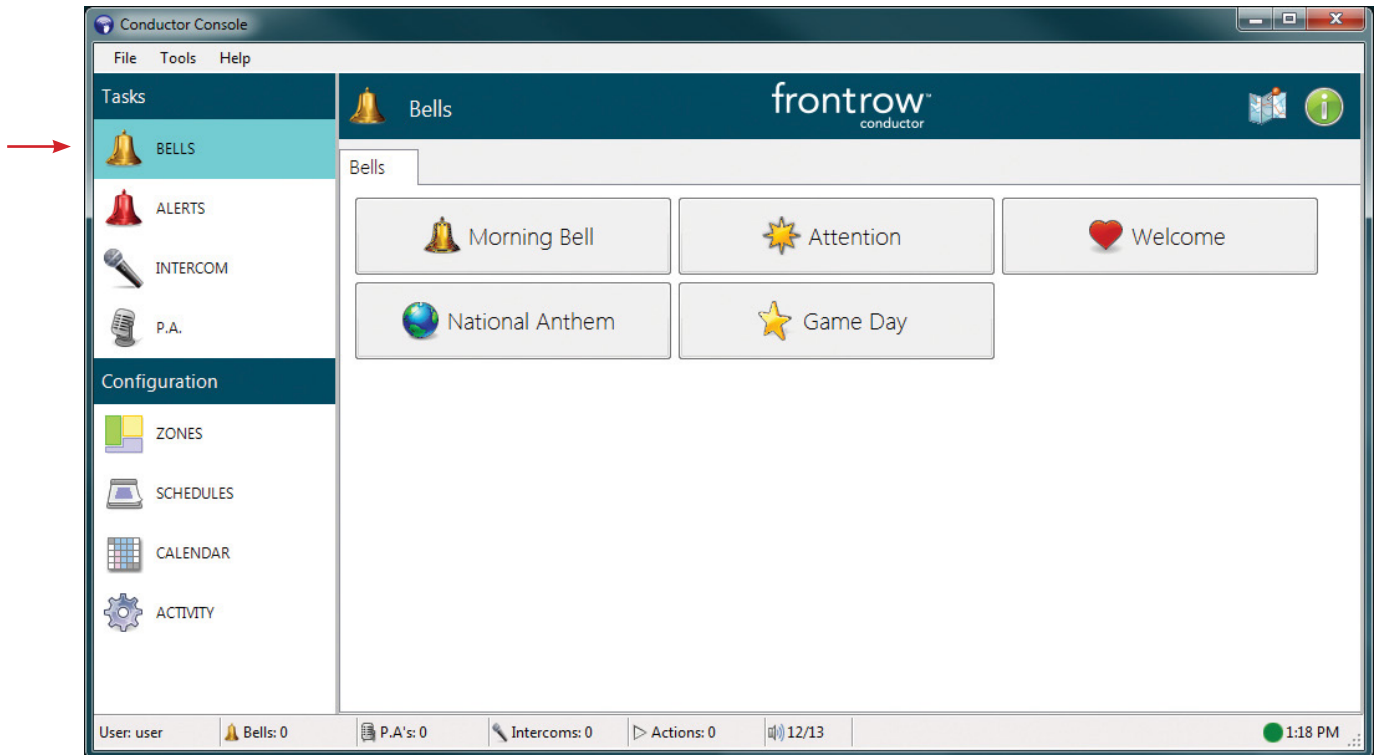 Conductor Console
File Tools Help
Tasks
BELLS
ALERTS
INTERCOM
P.A.
Configuration
ZONES
SCHEDULES
CALENDAR
ACTIVITY
Bells
frontrow™
conductor
Bells
Morning Bell
Attention
Welcome
National Anthem
Game Day
User: user
Bells: 0
P.A's: 0
Intercoms: 0
Actions: 0
12/13
1:18 PM